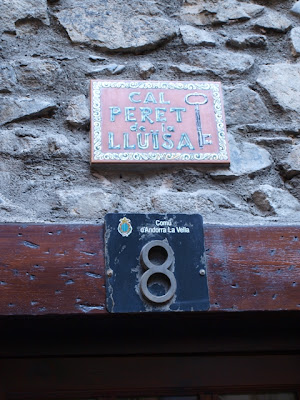 CAL
PERET
de la
LLUÏSA
Comú
d'Andorra La Vella
8